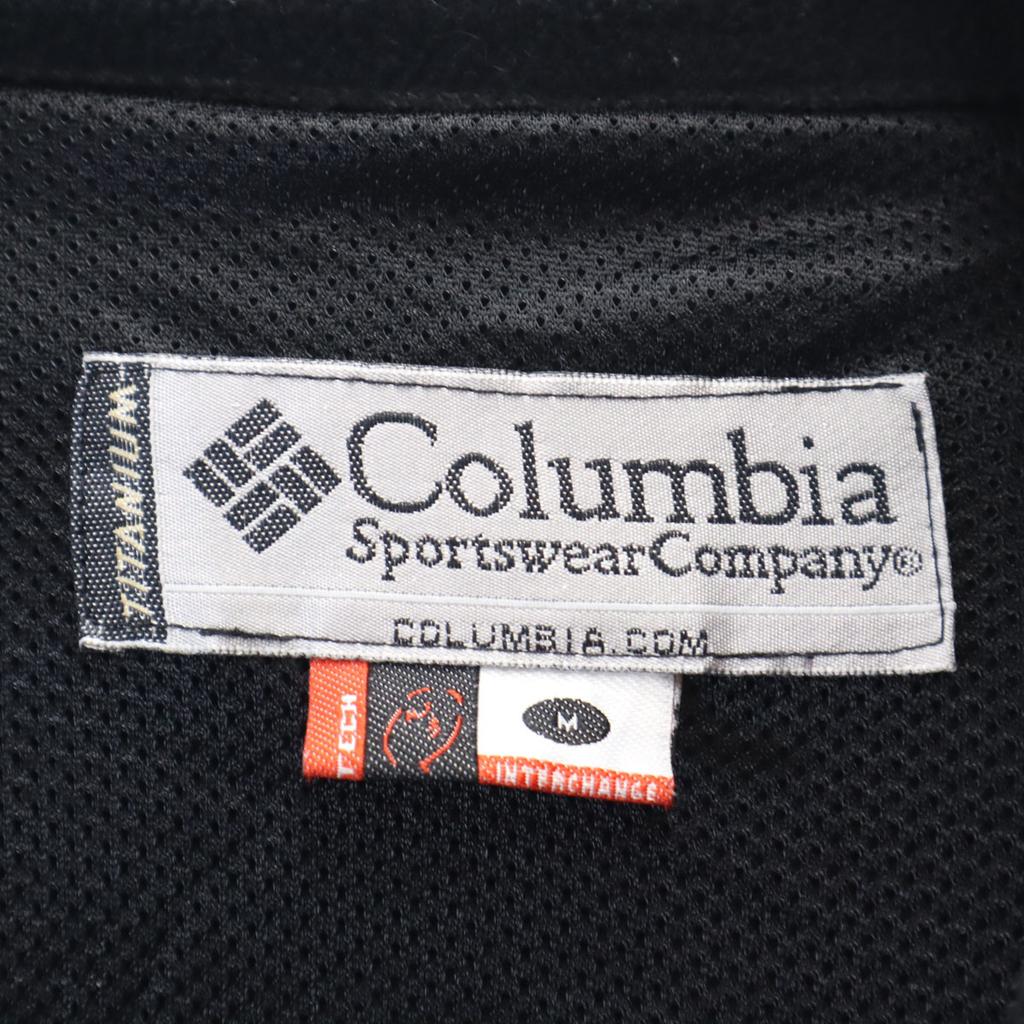 TITANIUM
Columbia
SportswearCompany®
COLUMBIA.COM
TECH
M
INTERCHANGE